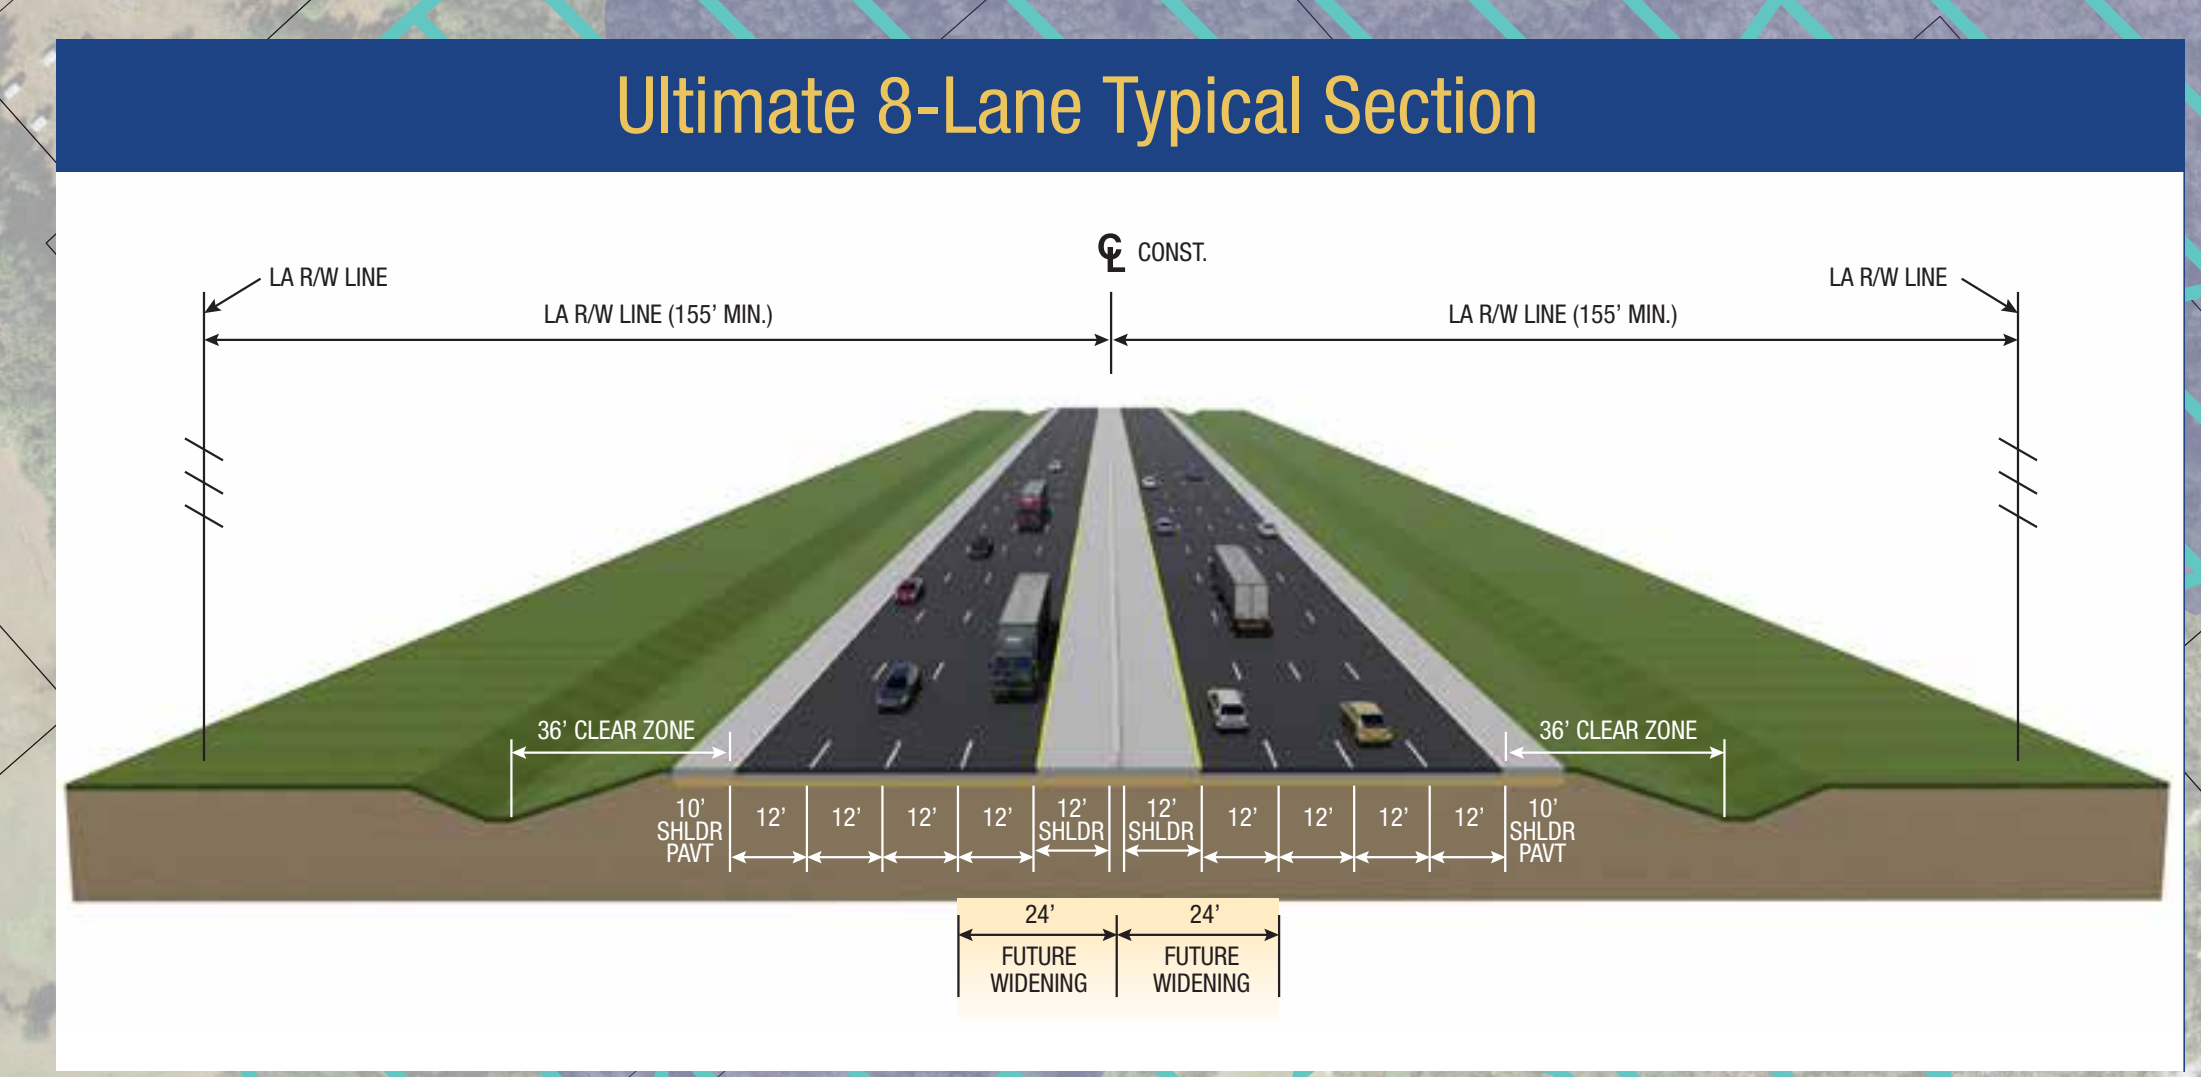 Ultimate 8-Lane Typical Section
℄ CONST.
LA R/W LINE
LA R/W LINE
LA R/W LINE (155’ MIN.)
LA R/W LINE (155’ MIN.)
36’ CLEAR ZONE
36’ CLEAR ZONE
10’
SHLDR
PAVT
12’
12’
12’
12’
12’
SHLDR
12’
SHLDR
12’
12’
12’
12’
10’
SHLDR
PAVT
24’
FUTURE
WIDENING
24’
FUTURE
WIDENING